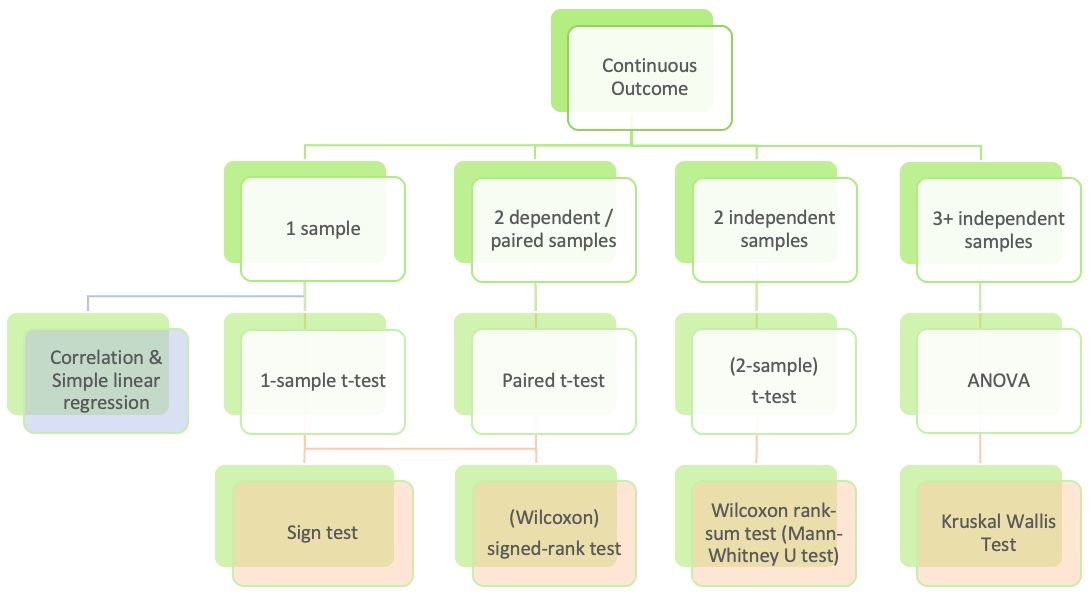 Continuous
Outcome
1 sample
2 dependent /
paired samples
2 independent
samples
3+ independent
samples
Correlation &
Simple linear
regression
1-sample t-test
Paired t-test
(2-sample)
t-test
ANOVA
Sign test
(Wilcoxon)
signed-rank test
Wilcoxon rank-
sum test (Mann-
Whitney U test)
Kruskal Wallis
Test